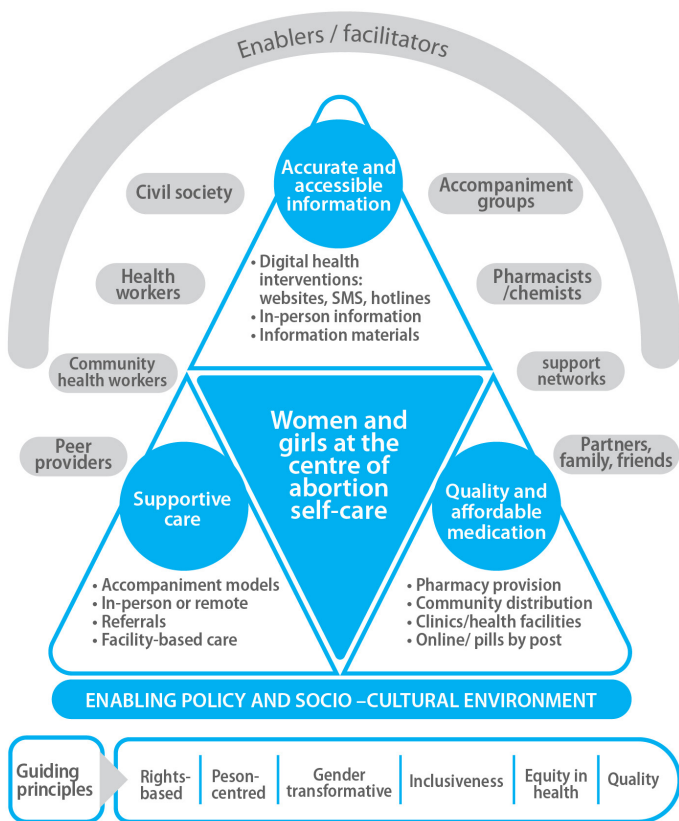 Enablers / facilitators
Accurate and
accessible
information
Civil society
Accompaniment
groups
• Digital health
interventions:
websites, SMS, hotlines
• In-person information
• Information materials
Health
workers
Pharmacists
/chemists
Community
health workers
support
networks
Peer
providers
Partners,
family, friends
Women and
girls at the
centre of
abortion
self-care
Supportive
care
• Accompaniment models
• In-person or remote
• Referrals
• Facility-based care
Quality and
affordable
medication
• Pharmacy provision
• Community distribution
• Clinics/health facilities
• Online/ pills by post
ENABLING POLICY AND SOCIO –CULTURAL ENVIRONMENT
Guiding
principles
Rights-
based
Peson-
centred
Gender
transformative
Inclusiveness
Equity in
health
Quality